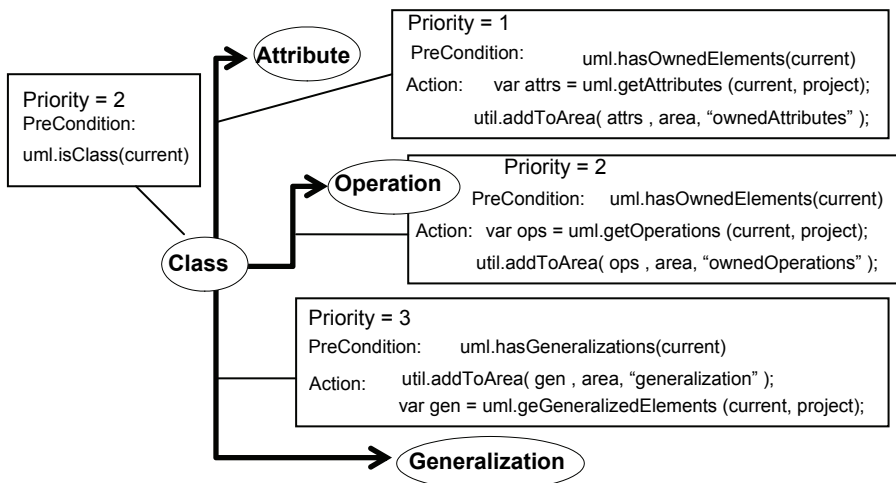 Priority = 2
PreCondition:
uml.isClass(current)
Attribute
Priority = 1
PreCondition: uml.hasOwnedElements(current)
Action: var attrs = uml.getAttributes (current, project);
util.addToArea( attrs , area, “ownedAttributes” );
Operation
Priority = 2
PreCondition: uml.hasOwnedElements(current)
Action: var ops = uml.getOperations (current, project);
util.addToArea( ops , area, “ownedOperations” );
Class
Priority = 3
PreCondition: uml.hasGeneralizations(current)
Action: util.addToArea( gen , area, “generalization” );
var gen = uml.geGeneralizedElements (current, project);
Generalization